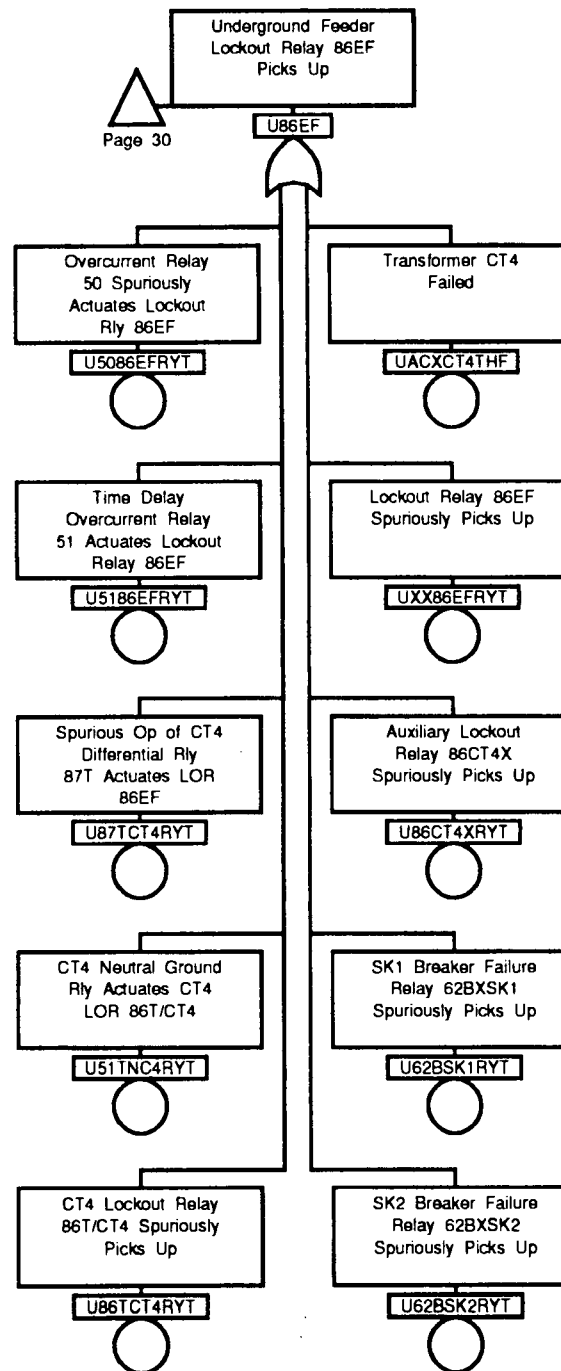 Underground Feeder
Lockout Relay 86EF
Picks Up
Page 30
U86EF
Overcurrent Relay
50 Spuriously
Actuates Lockout
Rly 86EF
U5086EFRYT
Transformer CT4
Failed
UACXCT4THF
Time Delay
Overcurrent Relay
51 Actuates Lockout
Relay 86EF
U5186EFRYT
Lockout Relay 86EF
Spuriously Picks Up
UXX86EFRYT
Spurious Op of CT4
Differential Rly
87T Actuates LOR
86EF
U87TCT4RYT
Auxiliary Lockout
Relay 86CT4X
Spuriously Picks Up
U86CT4XRYT
CT4 Neutral Ground
Rly Actuates CT4
LOR 86T/CT4
U51TNC4RYT
SK1 Breaker Failure
Relay 62BXSK1
Spuriously Picks Up
U62BSK1RYT
CT4 Lockout Relay
86T/CT4 Spuriously
Picks Up
U86TCT4RYT
SK2 Breaker Failure
Relay 62BXSK2
Spuriously Picks Up
U62BSK2RYT